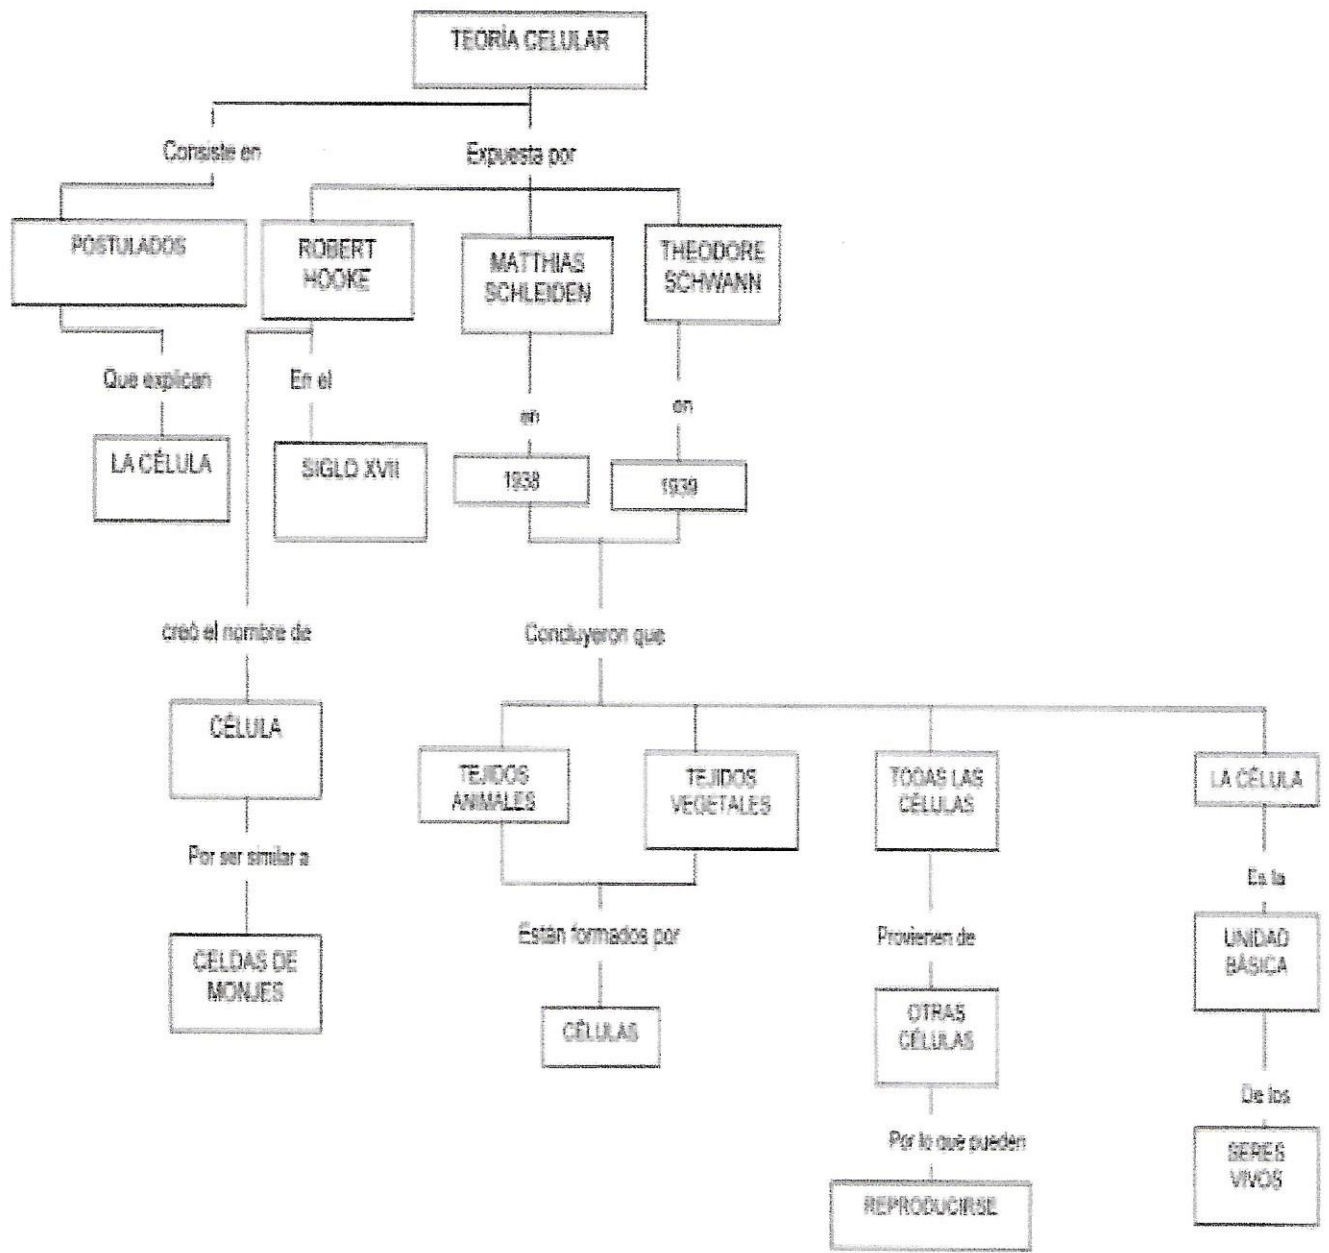 TEORÍA CELULAR
Consiste en
Expuesta por
POSTULADOS
ROBERT
HOOKE
MATTHIAS
SCHLEIDEN
THEODORE
SCHWANN
Que explican
En el
en
en
LA CÉLULA
SIGLO XVII
1938
1939
creó el nombre de
Concluyeron que
CÉLULA
TEJIDOS
ANIMALES
TEJIDOS
VEGETALES
TODAS LAS
CÉLULAS
LA CÉLULA
Por ser similar a
Es la
Están formados por
Provienen de
UNIDAD
BÁSICA
CELDAS DE
MONJES
CÉLULAS
OTRAS
CÉLULAS
De los
Por lo que pueden
SERES
VIVOS
REPRODUCIRSE